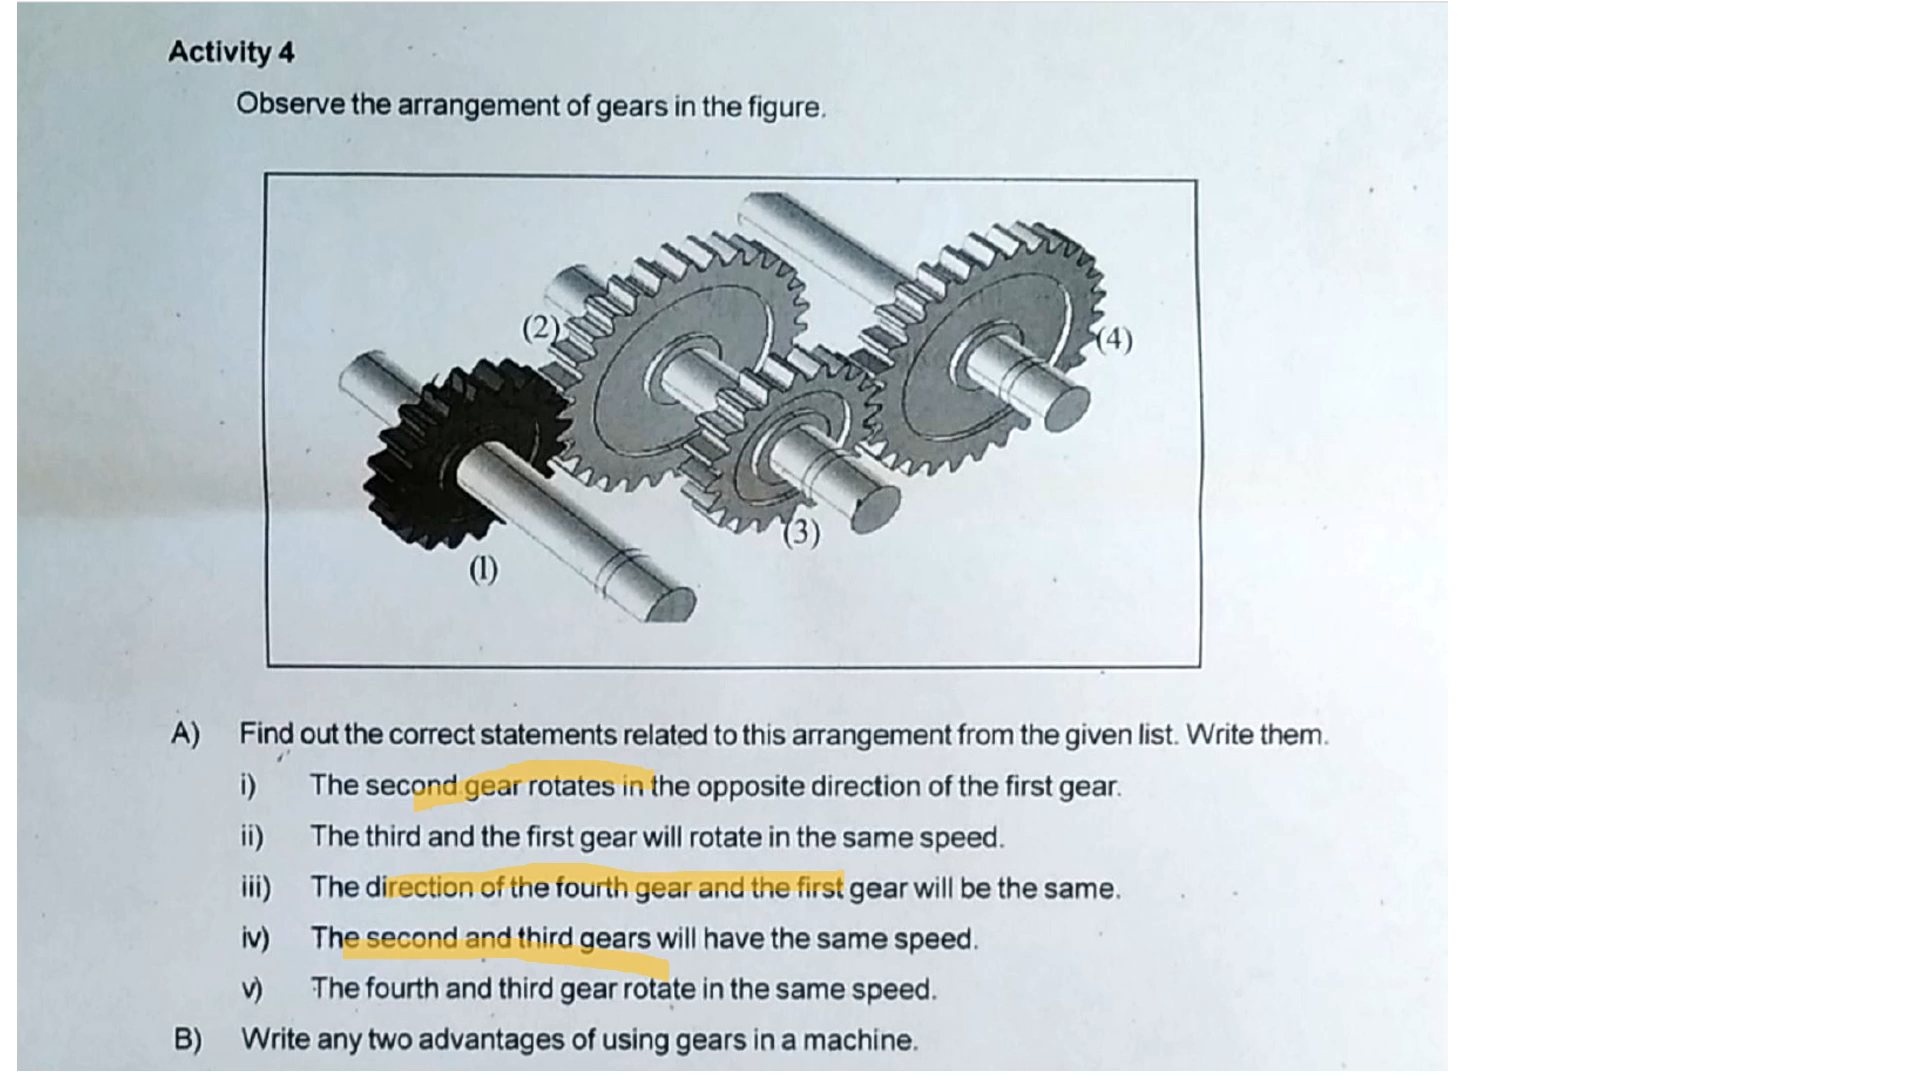 Activity 4
Observe the arrangement of gears in the figure.
(2)
(4)
(3)
(1)
A) Find out the correct statements related to this arrangement from the given list. Write them.
i) The second gear rotates in the opposite direction of the first gear.
ii) The third and the first gear will rotate in the same speed.
iii) The direction of the fourth gear and the first gear will be the same.
iv) The second and third gears will have the same speed.
v) The fourth and third gear rotate in the same speed.
B) Write any two advantages of using gears in a machine.